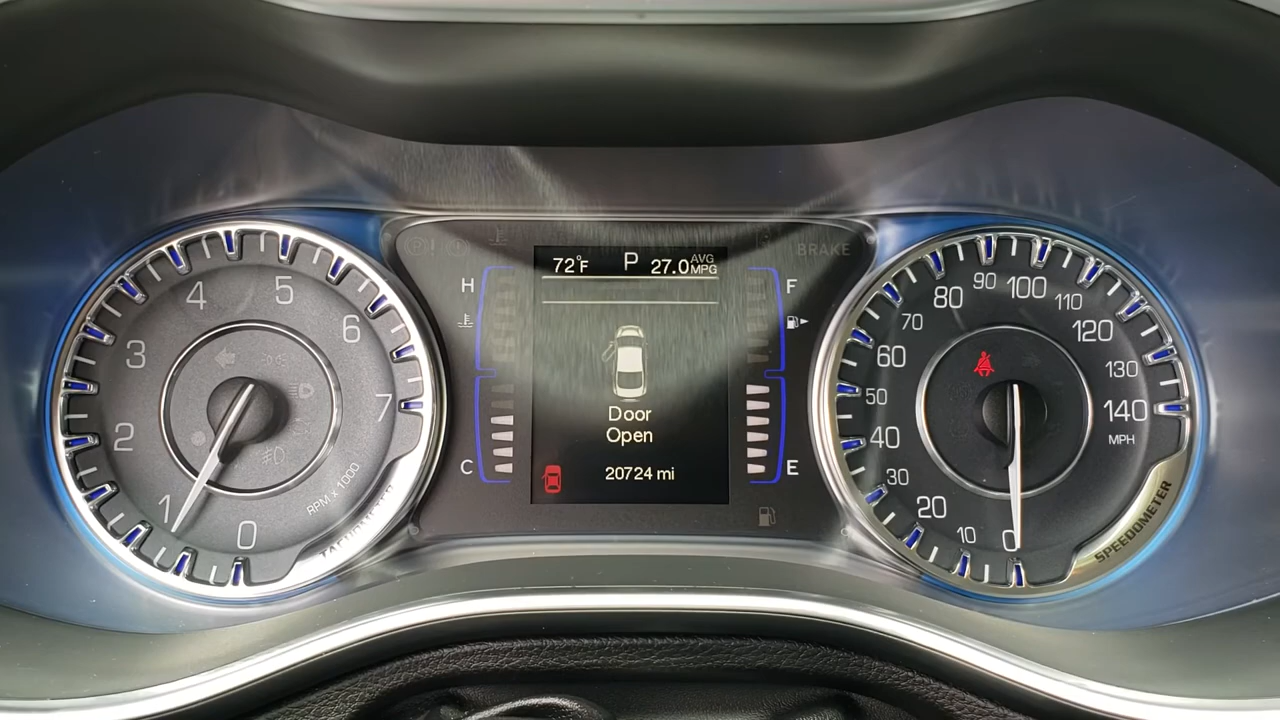 BRAKE
72°F P 27.0 AVG MPG
H
F
C
E
Door
Open
20724 mi
0
1
2
3
4
5
6
7
RPM x 1000
TACHOMETER
0
10
20
30
40
50
60
70
80
90
100
110
120
130
140
MPH
SPEEDOMETER